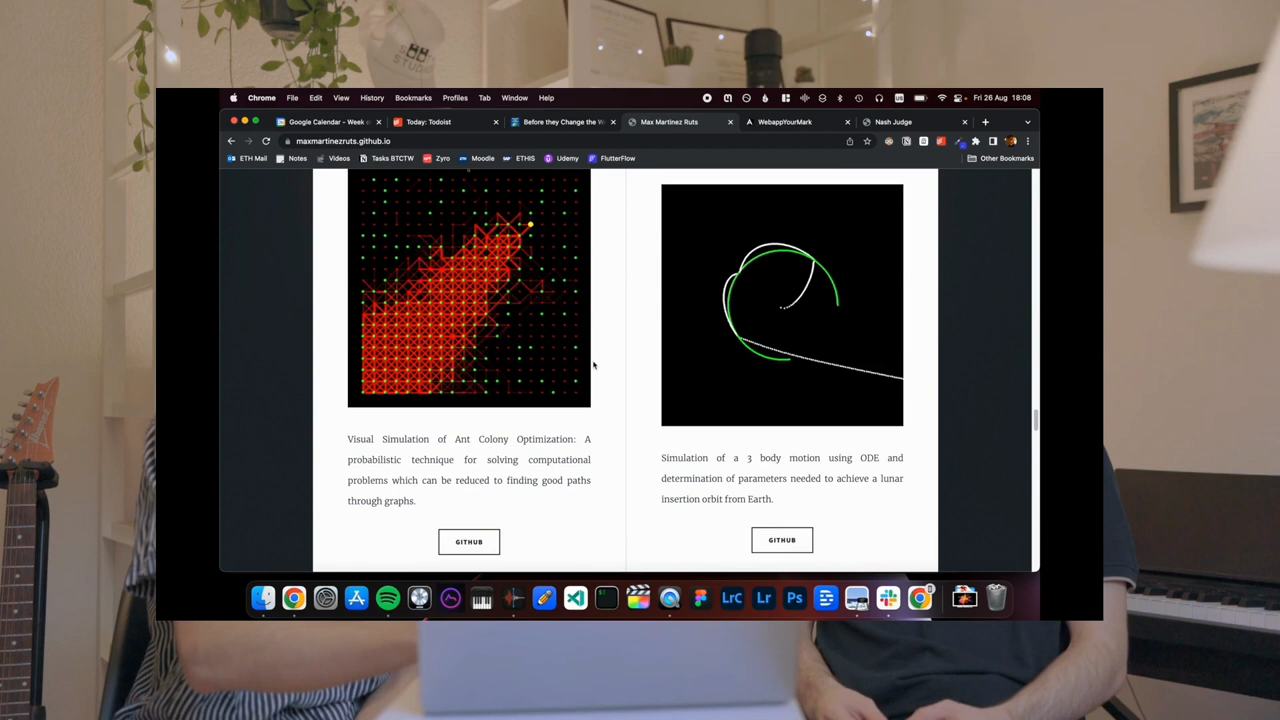 Chrome File Edit View History Bookmarks Profiles Tab Window Help Fri 26 Aug 18:08
Google Calendar - Week Today: Todoist Before they Change the W Max Martinez Ruts WebappYourMark Nash Judge
maxmartinezruts.github.io
ETH Mail Notes Videos Tasks BTCTW Zyro Moodle ETHIS Udemy FlutterFlow Other Bookmarks
Visual Simulation of Ant Colony Optimization: A
probabilistic technique for solving computational
problems which can be reduced to finding good paths
through graphs.
GITHUB
Simulation of a 3 body motion using ODE and
determination of parameters needed to achieve a lunar
insertion orbit from Earth.
GITHUB
LrC Lr Ps